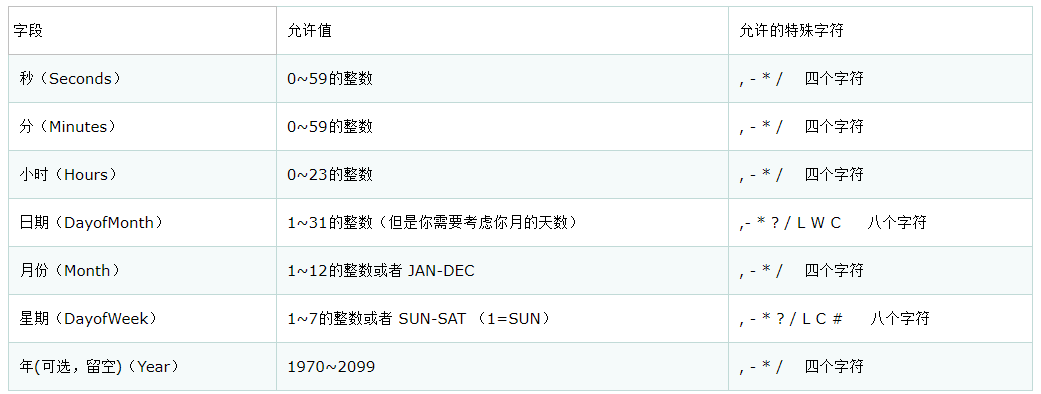 字段 允许值 允许的特殊字符
秒（Seconds） 0~59的整数 , - * / 四个字符
分（Minutes） 0~59的整数 , - * / 四个字符
小时（Hours） 0~23的整数 , - * / 四个字符
日期（DayofMonth） 1~31的整数（但是你需要考虑你月的天数） ,- * ? / L W C 八个字符
月份（Month） 1~12的整数或者 JAN-DEC , - * / 四个字符
星期（DayofWeek） 1~7的整数或者 SUN-SAT （1=SUN） , - * ? / L C # 八个字符
年(可选，留空)（Year） 1970~2099 , - * / 四个字符